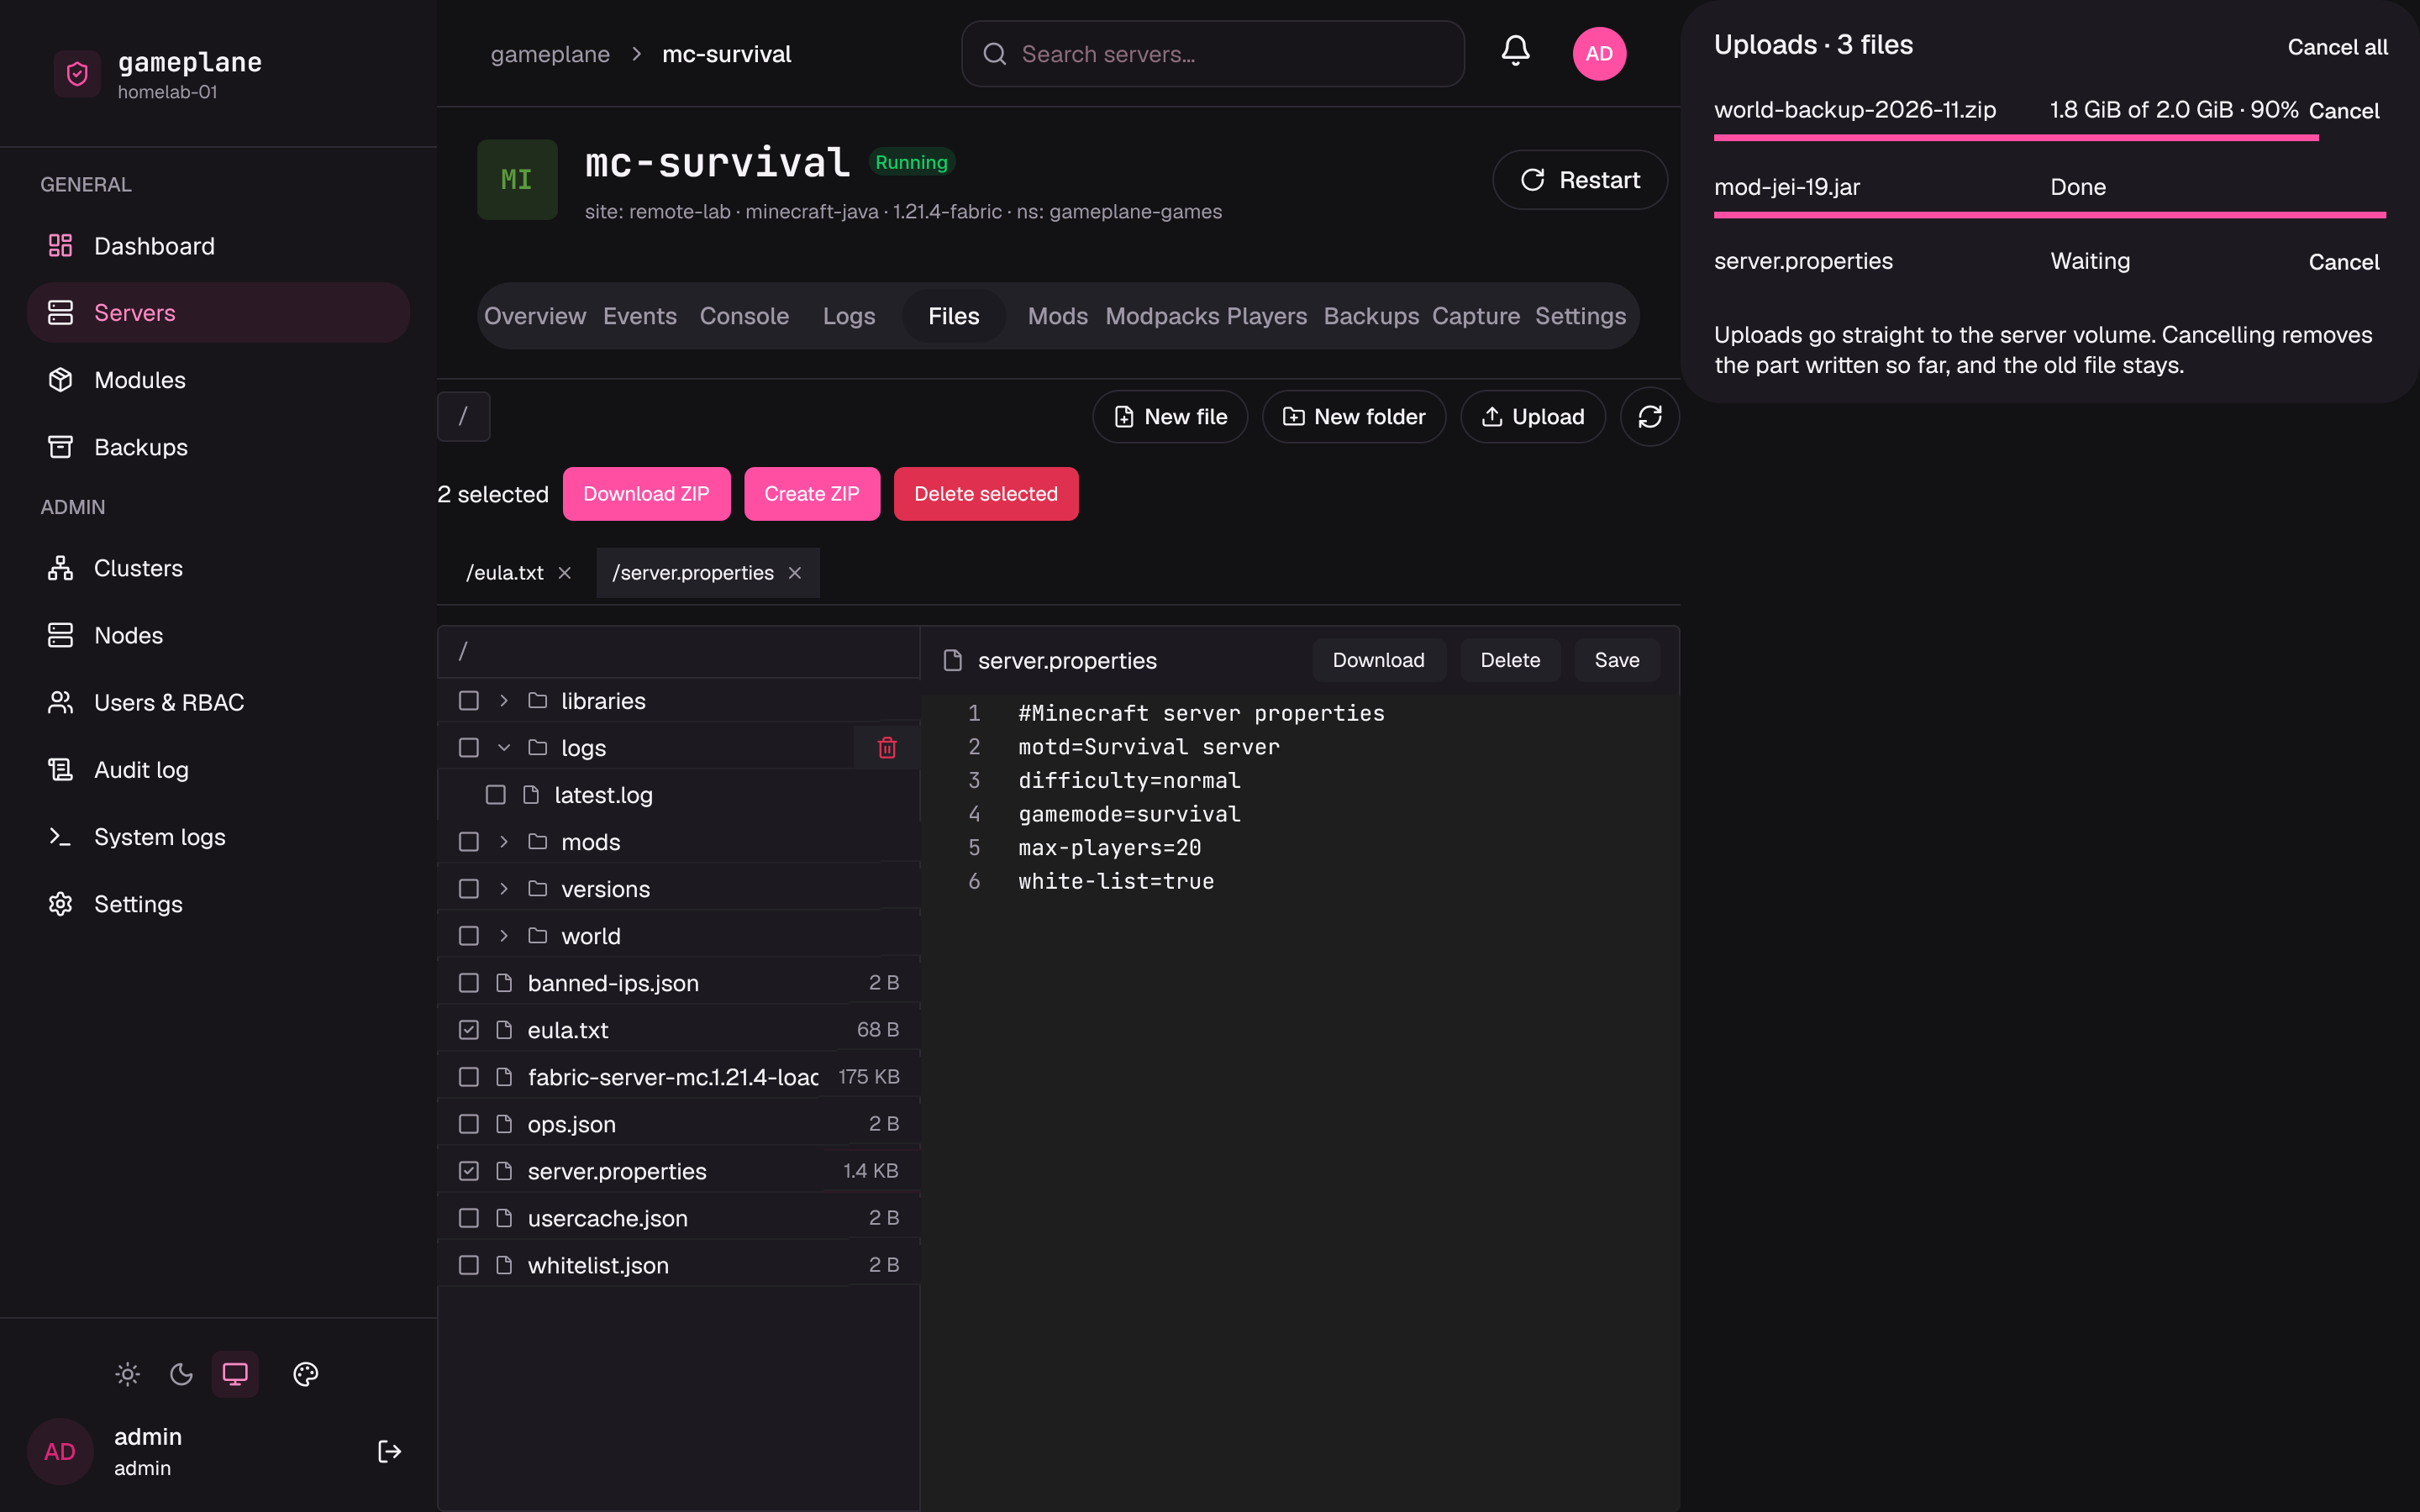 gameplane
homelab-01
GENERAL
Dashboard
Servers
Modules
Backups
ADMIN
Clusters
Nodes
Users & RBAC
Audit log
System logs
Settings
AD
admin
admin
gameplane > mc-survival
Search servers...
AD
MI
mc-survival
Running
site: remote-lab · minecraft-java · 1.21.4-fabric · ns: gameplane-games
Restart
Overview Events Console Logs Files Mods Modpacks Players Backups Capture Settings
/
New file
New folder
Upload
2 selected
Download ZIP
Create ZIP
Delete selected
/eula.txt
/server.properties
/
libraries
logs
latest.log
mods
versions
world
banned-ips.json 2 B
eula.txt 68 B
fabric-server-mc.1.21.4-load 175 KB
ops.json 2 B
server.properties 1.4 KB
usercache.json 2 B
whitelist.json 2 B
server.properties
Download
Delete
Save
1 #Minecraft server properties
2 motd=Survival server
3 difficulty=normal
4 gamemode=survival
5 max-players=20
6 white-list=true
Uploads · 3 files
Cancel all
world-backup-2026-11.zip 1.8 GiB of 2.0 GiB · 90% Cancel
mod-jei-19.jar Done
server.properties Waiting Cancel
Uploads go straight to the server volume. Cancelling removes
the part written so far, and the old file stays.